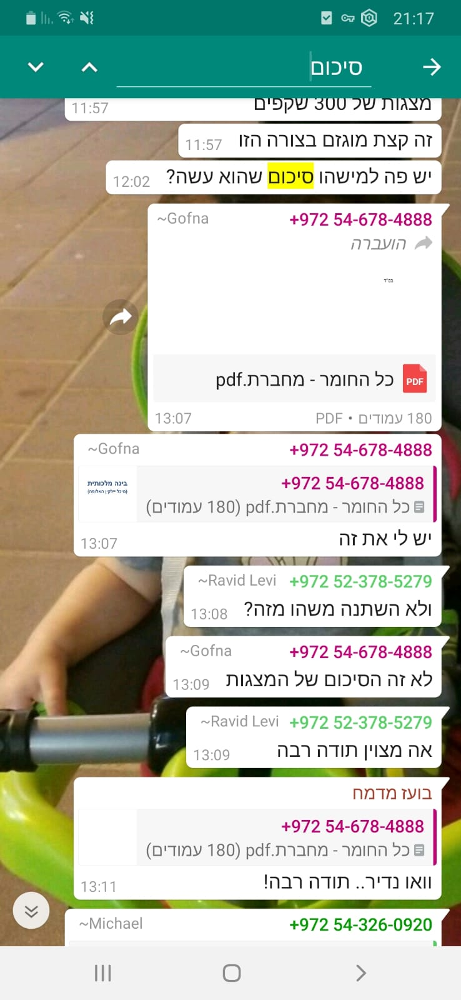 21:17
סיכום
מצגות של 300 שקפים
11:57
זה קצת מוגזם בצורה הזו
11:57
יש פה למישהו סיכום שהוא עשה?
12:02
+972 54-678-4888 ~Gofna
הועברה
בס"ד
PDF
כל החומר - מחברת.pdf
180 עמודים • PDF
13:07
+972 54-678-4888 ~Gofna
+972 54-678-4888
כל החומר - מחברת.pdf (180 עמודים)
בינה מלכותית
(מיכל יילקין האלופה)
יש לי את זה
13:07
+972 52-378-5279 ~Ravid Levi
ולא השתנה משהו מזה?
13:08
+972 54-678-4888 ~Gofna
לא זה הסיכום של המצגות
13:09
+972 52-378-5279 ~Ravid Levi
אה מצוין תודה רבה
13:09
בועז מדמח
+972 54-678-4888
כל החומר - מחברת.pdf (180 עמודים)
וואו נדיר.. תודה רבה!
13:11
+972 54-326-0920 ~Michael